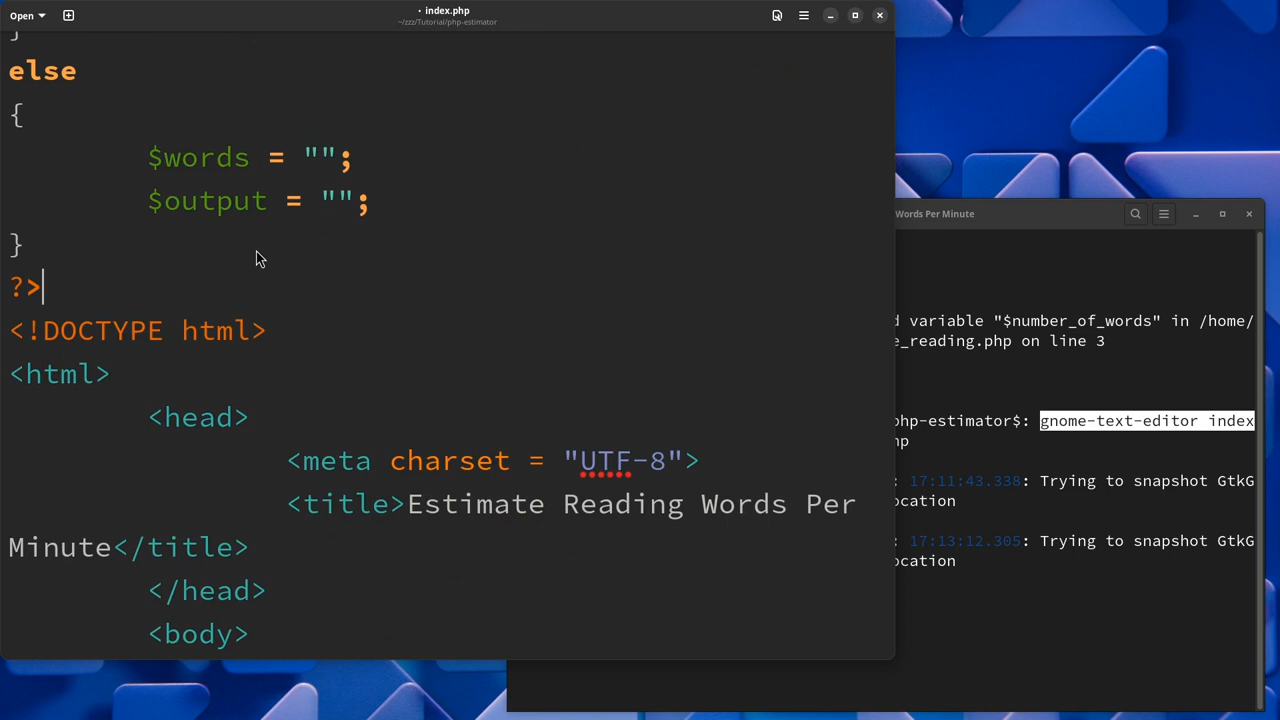 Open
• index.php
~/zzz/Tutorial/php-estimator
}
else
{
$words = "";
$output = "";
}
?>
<!DOCTYPE html>
<html>
<head>
<meta charset = "UTF-8">
<title>Estimate Reading Words Per
Minute</title>
</head>
<body>
Words Per Minute
d variable "$number_of_words" in /home/
e_reading.php on line 3
php-estimator$: gnome-text-editor index
hp
: 17:11:43.338: Trying to snapshot GtkG
ocation
: 17:13:12.305: Trying to snapshot GtkG
ocation